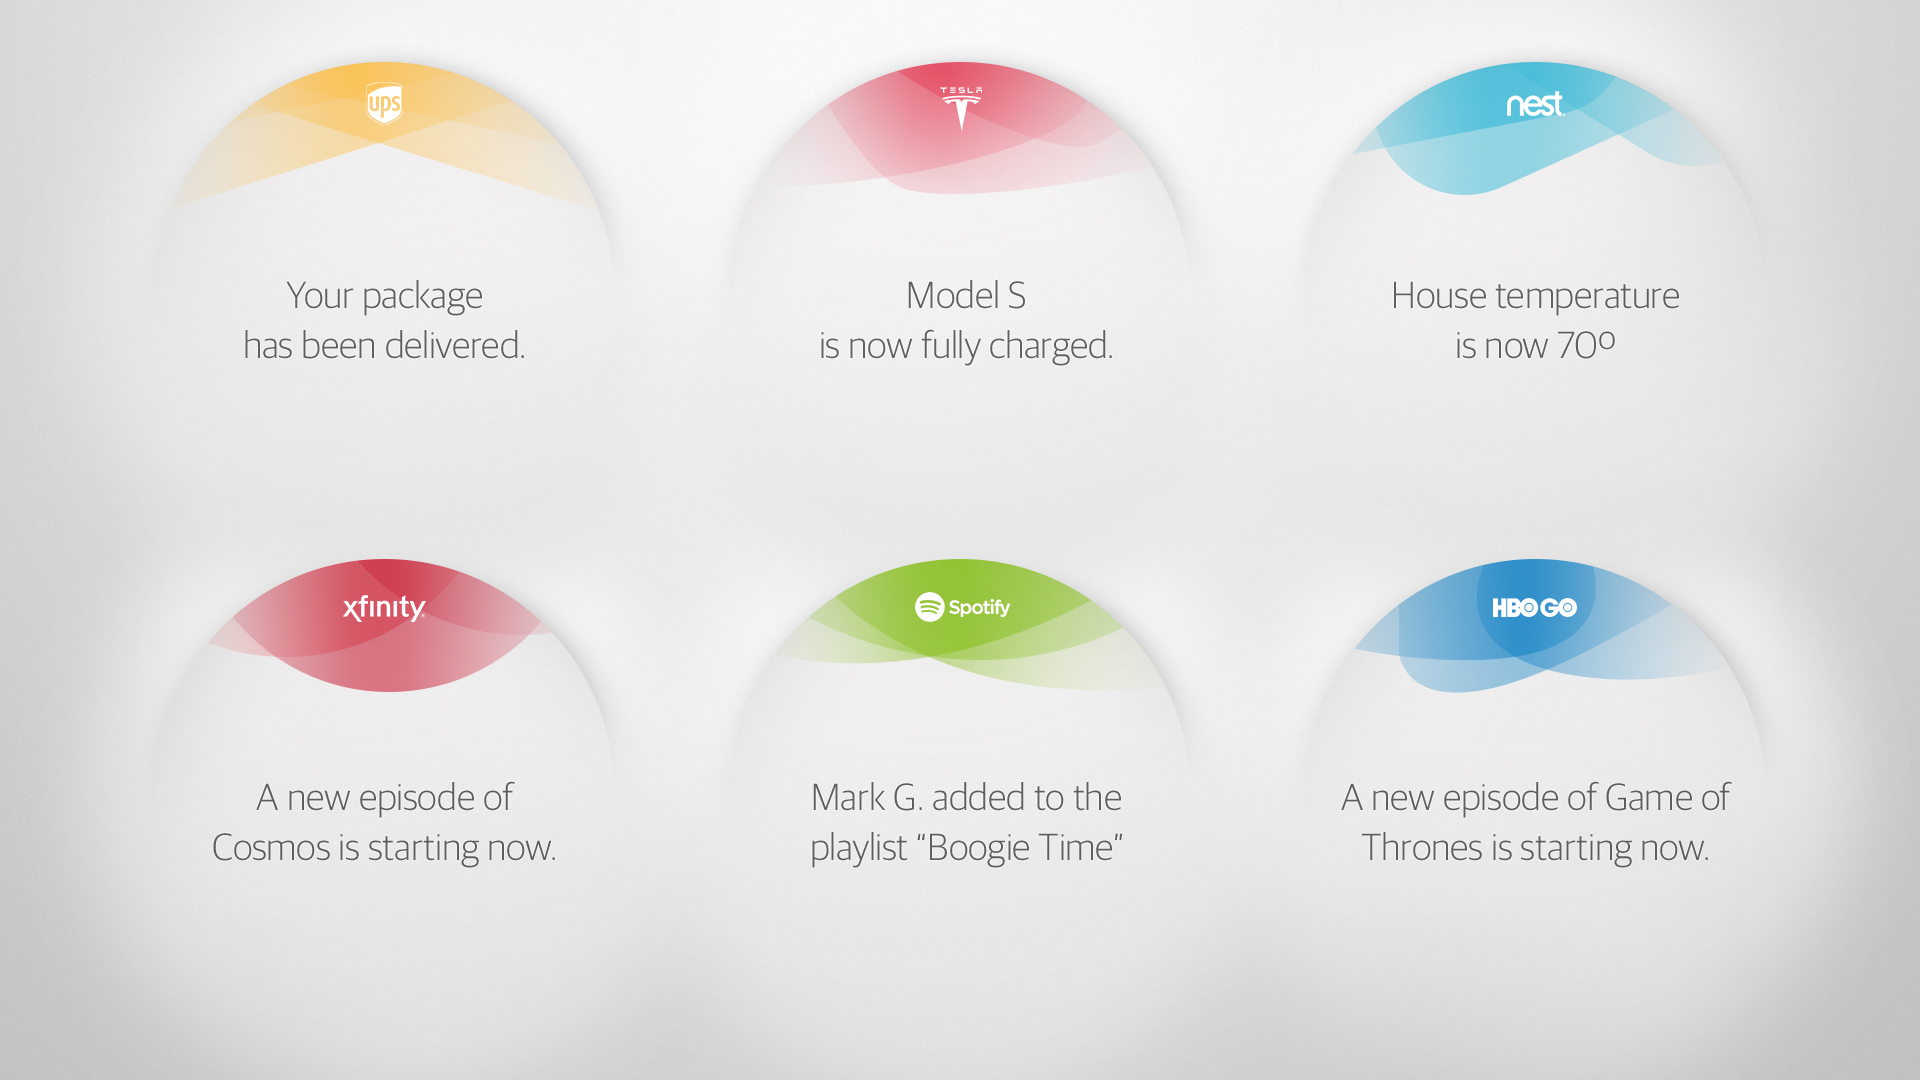 ups
TESLA
nest
Your package
has been delivered.
Model S
is now fully charged.
House temperature
is now 70º
xfinity
Spotify
HBO GO
A new episode of
Cosmos is starting now.
Mark G. added to the
playlist “Boogie Time”
A new episode of Game of
Thrones is starting now.